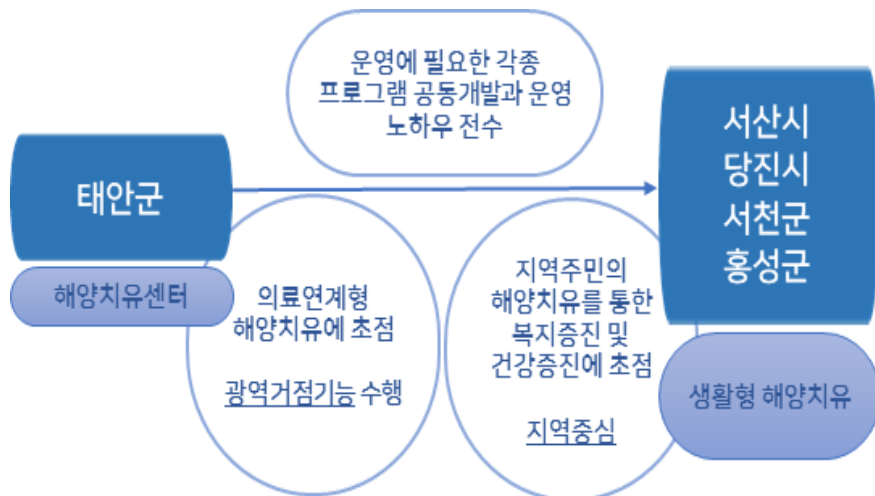 운영에 필요한 각종
프로그램 공동개발과 운영
노하우 전수
태안군
해양치유센터
의료연계형
해양치유에 초점
광역거점기능 수행
지역주민의
해양치유를 통한
복지증진 및
건강증진에 초점
지역중심
서산시
당진시
서천군
홍성군
생활형 해양치유